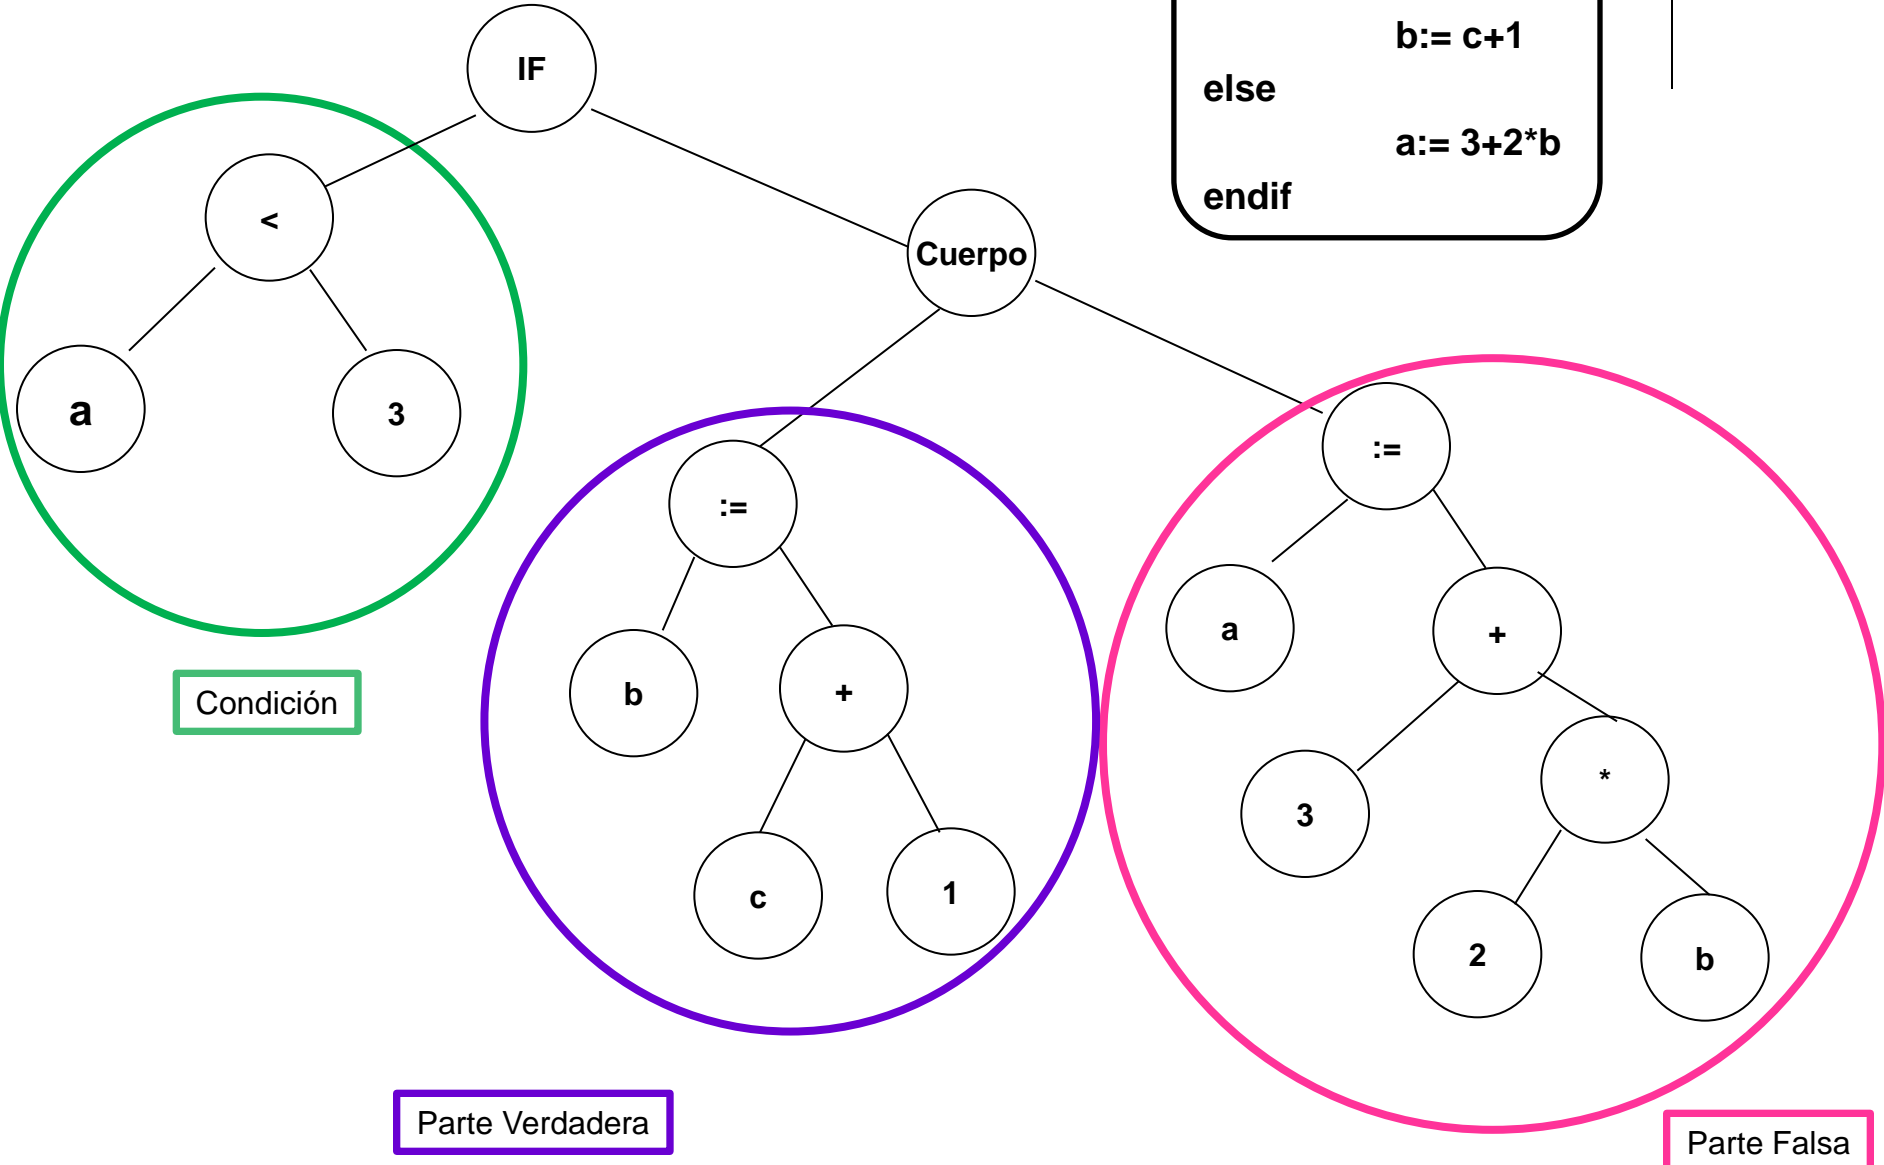 b:= c+1
IF
else
a:= 3+2*b
endif
<
Cuerpo
a
3
:=
:=
b
+
a
+
Condición
3
*
c
1
2
b
Parte Verdadera
Parte Falsa